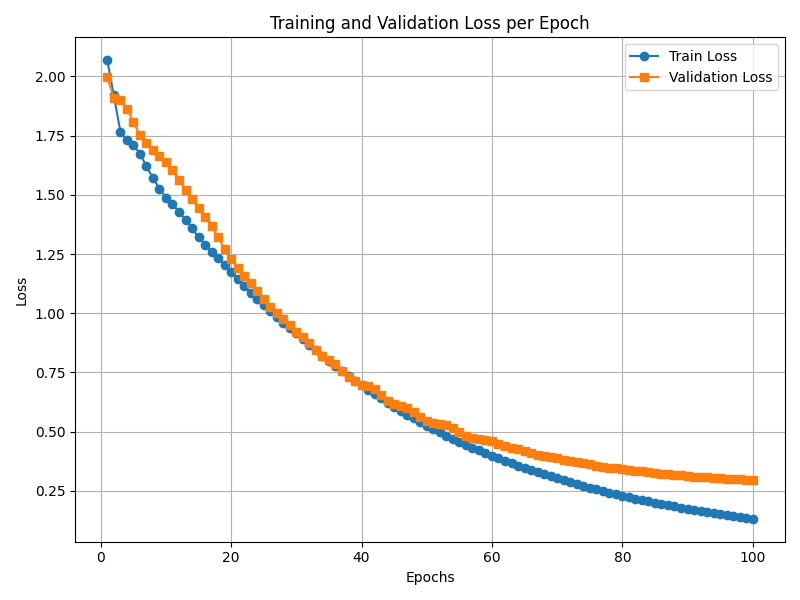 Training and Validation Loss per Epoch
Train Loss
Validation Loss
2.00
1.75
1.50
1.25
1.00
0.75
0.50
0.25
Loss
0 20 40 60 80 100
Epochs